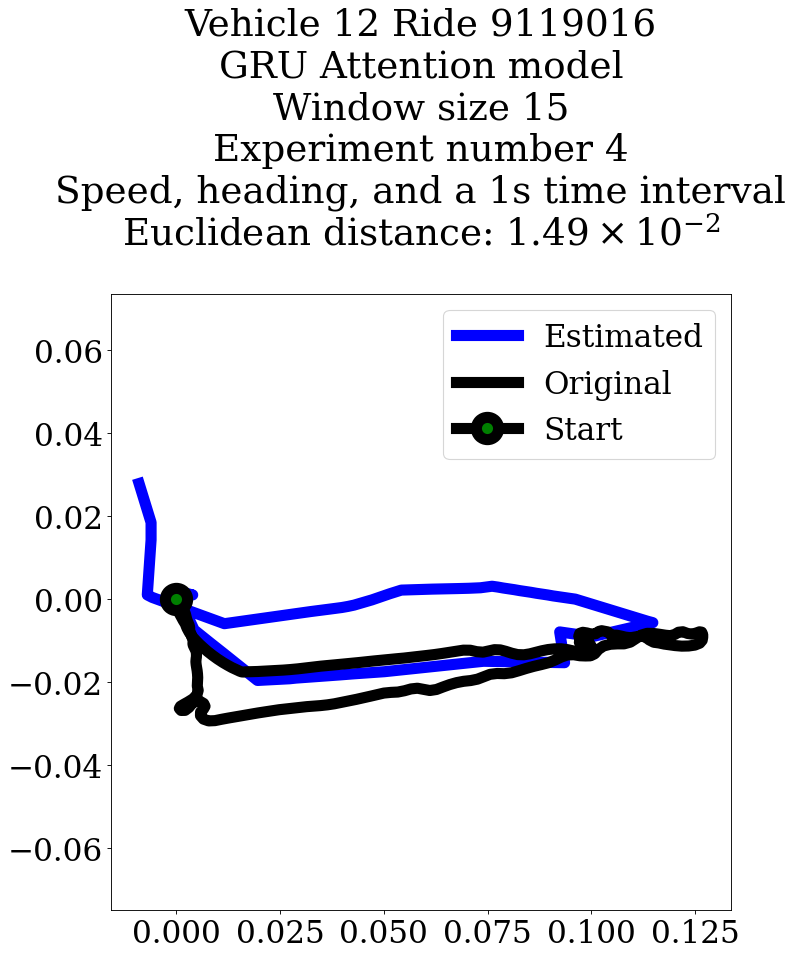 Vehicle 12 Ride 9119016
GRU Attention model
Window size 15
Experiment number 4
Speed, heading, and a 1s time interval
Euclidean distance: 1.49 × 10⁻²
Estimated
Original
Start
0.06
0.04
0.02
0.00
−0.02
−0.04
−0.06
0.000 0.025 0.050 0.075 0.100 0.125